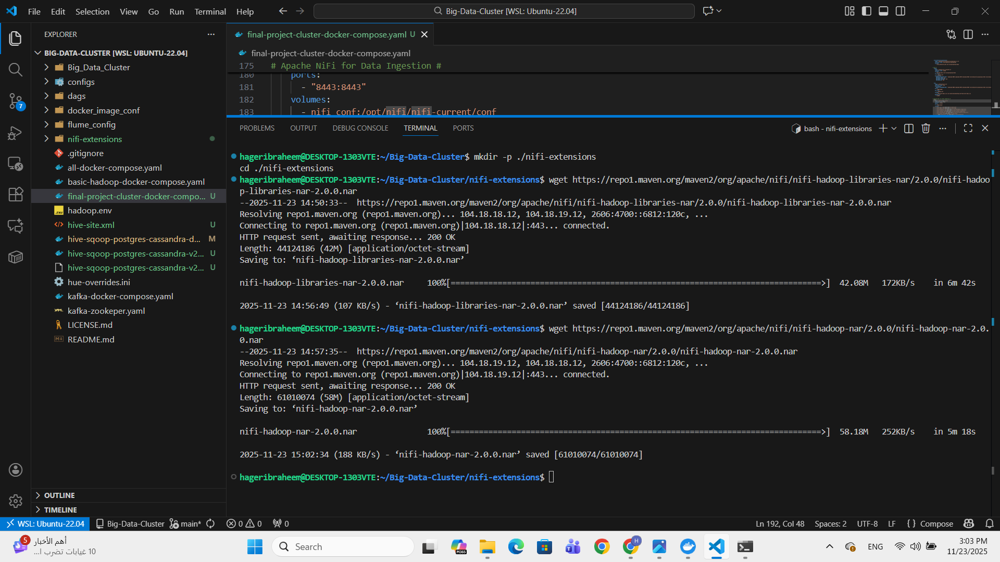 File Edit Selection View Go Run Terminal Help
Big-Data-Cluster [WSL: Ubuntu-22.04]
EXPLORER
BIG-DATA-CLUSTER [WSL: UBUNTU-22.04]
Big_Data_Cluster
configs
dags
docker_image_conf
flume_config
nifi-extensions
.gitignore
all-docker-compose.yaml
basic-hadoop-docker-compose.yaml
final-project-cluster-docker-compo... U
hadoop.env
hive-site.xml U
hive-sqoop-postgres-cassandra-d... M
hive-sqoop-postgres-cassandra-v2... U
hive-sqoop-postgres-cassandra-v2... U
hue-overrides.ini
kafka-docker-compose.yaml
kafka-zookeper.yaml
LICENSE.md
README.md
OUTLINE
TIMELINE
7
final-project-cluster-docker-compose.yaml U
final-project-cluster-docker-compose.yaml
175 # Apache NiFi for Data Ingestion #
180 ports:
181 - "8443:8443"
182 volumes:
183 - nifi_conf:/opt/nifi/nifi-current/conf
PROBLEMS OUTPUT DEBUG CONSOLE TERMINAL PORTS
bash - nifi-extensions
hageribraheem@DESKTOP-1303VTE:~/Big-Data-Cluster$ mkdir -p ./nifi-extensions
cd ./nifi-extensions
hageribraheem@DESKTOP-1303VTE:~/Big-Data-Cluster/nifi-extensions$ wget https://repo1.maven.org/maven2/org/apache/nifi/nifi-hadoop-libraries-nar/2.0.0/nifi-hadoo
p-libraries-nar-2.0.0.nar
--2025-11-23 14:50:33-- https://repo1.maven.org/maven2/org/apache/nifi/nifi-hadoop-libraries-nar/2.0.0/nifi-hadoop-libraries-nar-2.0.0.nar
Resolving repo1.maven.org (repo1.maven.org)... 104.18.18.12, 104.18.19.12, 2606:4700::6812:120c, ...
Connecting to repo1.maven.org (repo1.maven.org)|104.18.18.12|:443... connected.
HTTP request sent, awaiting response... 200 OK
Length: 44124186 (42M) [application/octet-stream]
Saving to: ‘nifi-hadoop-libraries-nar-2.0.0.nar’
nifi-hadoop-libraries-nar-2.0.0.nar 100%[===============================================================================>] 42.08M 172KB/s in 6m 42s
2025-11-23 14:56:49 (107 KB/s) - ‘nifi-hadoop-libraries-nar-2.0.0.nar’ saved [44124186/44124186]
hageribraheem@DESKTOP-1303VTE:~/Big-Data-Cluster/nifi-extensions$ wget https://repo1.maven.org/maven2/org/apache/nifi/nifi-hadoop-nar/2.0.0/nifi-hadoop-nar-2.0.
0.nar
--2025-11-23 14:57:35-- https://repo1.maven.org/maven2/org/apache/nifi/nifi-hadoop-nar/2.0.0/nifi-hadoop-nar-2.0.0.nar
Resolving repo1.maven.org (repo1.maven.org)... 104.18.19.12, 104.18.18.12, 2606:4700::6812:120c, ...
Connecting to repo1.maven.org (repo1.maven.org)|104.18.19.12|:443... connected.
HTTP request sent, awaiting response... 200 OK
Length: 61010074 (58M) [application/octet-stream]
Saving to: ‘nifi-hadoop-nar-2.0.0.nar’
nifi-hadoop-nar-2.0.0.nar 100%[===============================================================================>] 58.18M 252KB/s in 5m 18s
2025-11-23 15:02:34 (188 KB/s) - ‘nifi-hadoop-nar-2.0.0.nar’ saved [61010074/61010074]
hageribraheem@DESKTOP-1303VTE:~/Big-Data-Cluster/nifi-extensions$
WSL: Ubuntu-22.04 Big-Data-Cluster main* 0 0 0 Ln 192, Col 48 Spaces: 2 UTF-8 LF {} Compose
5 أهم الأخبار
10 غيابات تضرب ا...
Search
M365
H
ENG
3:03 PM
11/23/2025